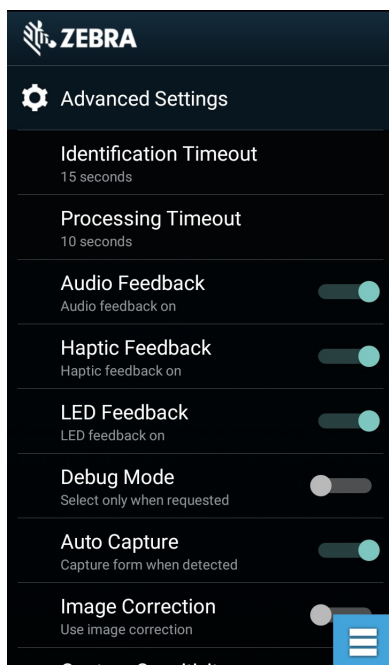 ZEBRA
Advanced Settings
Identification Timeout
15 seconds
Processing Timeout
10 seconds
Audio Feedback
Audio feedback on
Haptic Feedback
Haptic feedback on
LED Feedback
LED feedback on
Debug Mode
Select only when requested
Auto Capture
Capture form when detected
Image Correction
Use image correction